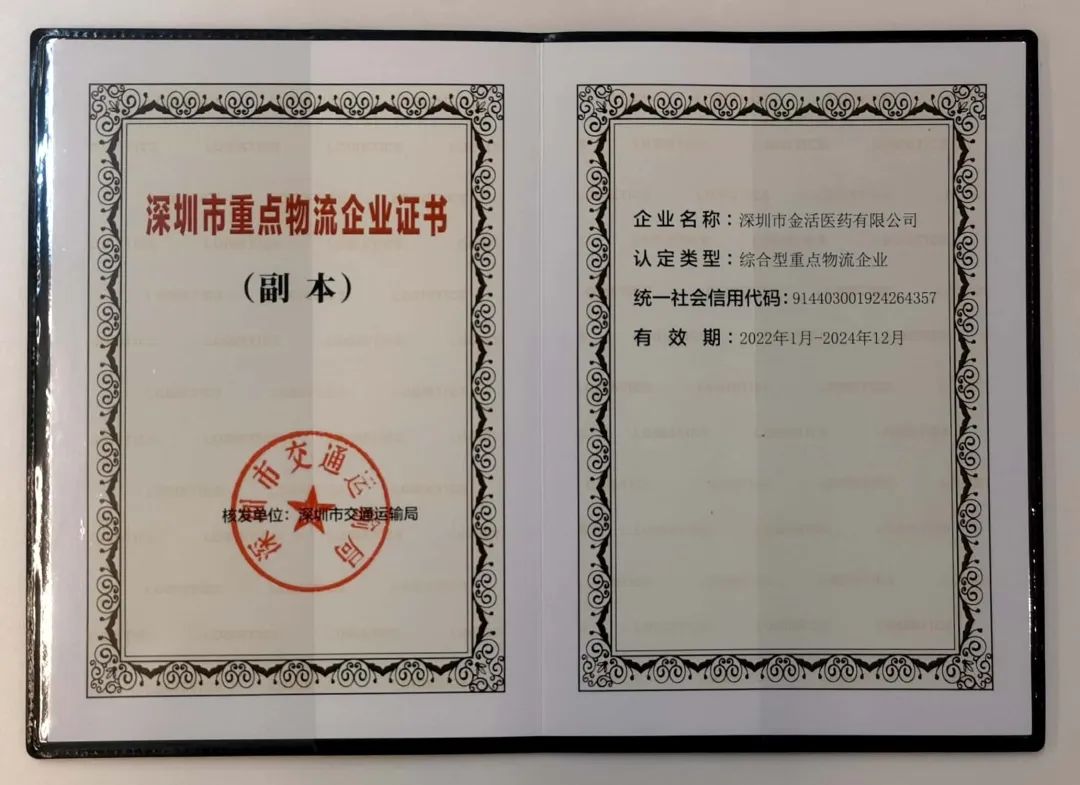 深圳市重点物流企业证书
（副 本）
深圳市交通运输局
核发单位：深圳市交通运输局
企业名称：深圳市金活医药有限公司
认定类型：综合型重点物流企业
统一社会信用代码：914403001924264357
有 效 期：2022年1月-2024年12月